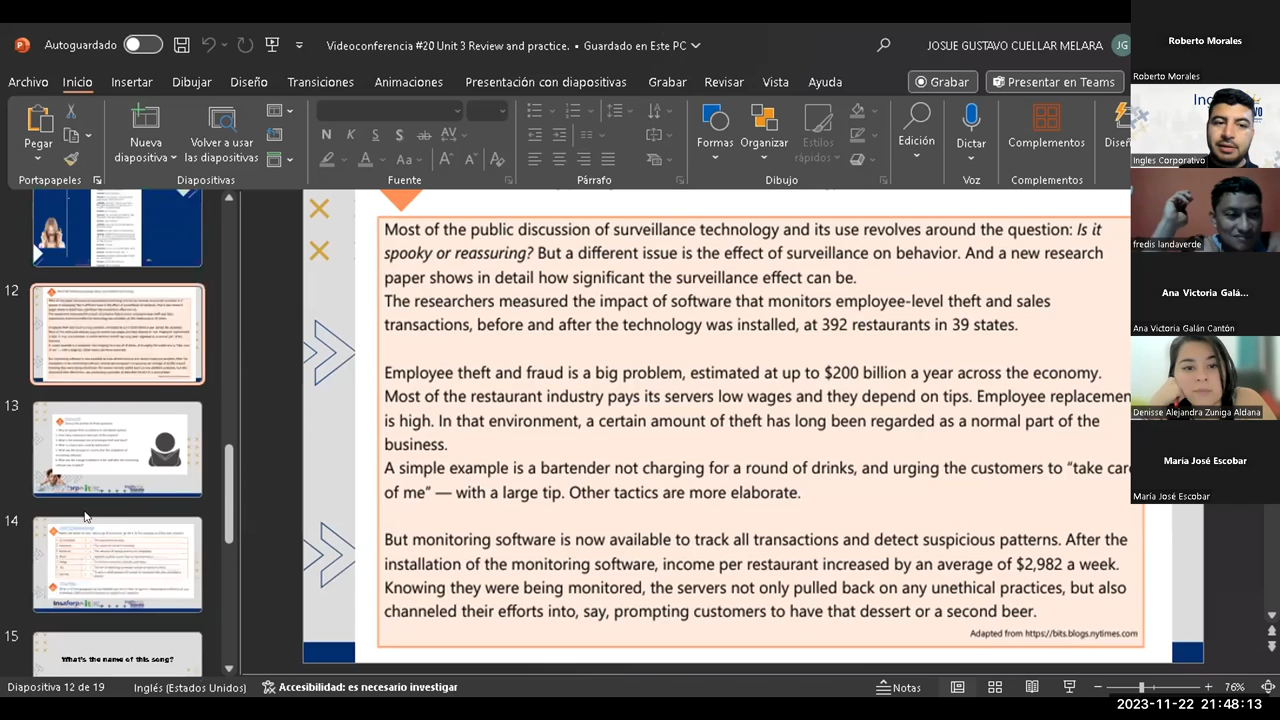 Autoguardado
Videoconferencia #20 Unit 3 Review and practice. • Guardado en Este PC
JOSUE GUSTAVO CUELLAR MELARA
JG
Archivo Inicio Insertar Dibujar Diseño Transiciones Animaciones Presentación con diapositivas Grabar Revisar Vista Ayuda
Grabar
Presentar en Teams
Pegar
Nueva
diapositiva
Volver a usar
las diapositivas
Formas
Organizar
Estilos
rápidos
Edición
Dictar
Complementos
Portapapeles
Diapositivas
Fuente
Párrafo
Dibujo
Voz
Complementos
12
13
14
15
What's the name of this song?
Most of the public discussion of surveillance technology and its use revolves around the question: Is it
spooky or reassuring? But a different issue is the effect of surveillance on behavior. And a new research
paper shows in detail how significant the surveillance effect can be.
The researchers measured the impact of software that monitors employee-level theft and sales
transactions, before and after the technology was installed, at 392 restaurants in 39 states.
Employee theft and fraud is a big problem, estimated at up to $200 billion a year across the economy.
Most of the restaurant industry pays its servers low wages and they depend on tips. Employee replacemen
is high. In that environment, a certain amount of theft has long been regarded as a normal part of the
business.
A simple example is a bartender not charging for a round of drinks, and urging the customers to “take car
of me” — with a large tip. Other tactics are more elaborate.
But monitoring software is now available to track all transactions and detect suspicious patterns. After the
installation of the monitoring software, income per restaurant increased by an average of $2,982 a week.
Knowing they were being monitored, the servers not only pulled back on any unethical practices, but also
channeled their efforts into, say, prompting customers to have that dessert or a second beer.
Adapted from https://bits.blogs.nytimes.com
Roberto Morales
Roberto Morales
Ingles Corporativo
fredis landaverde
Ana Victoria Galá...
Ana Victoria Galán Cantón
Denisse Alejandra Zuniga Aldana
María José Escobar
María José Escobar
Diapositiva 12 de 19
Inglés (Estados Unidos)
Accesibilidad: es necesario investigar
Notas
76%
2023-11-22 21:48:13